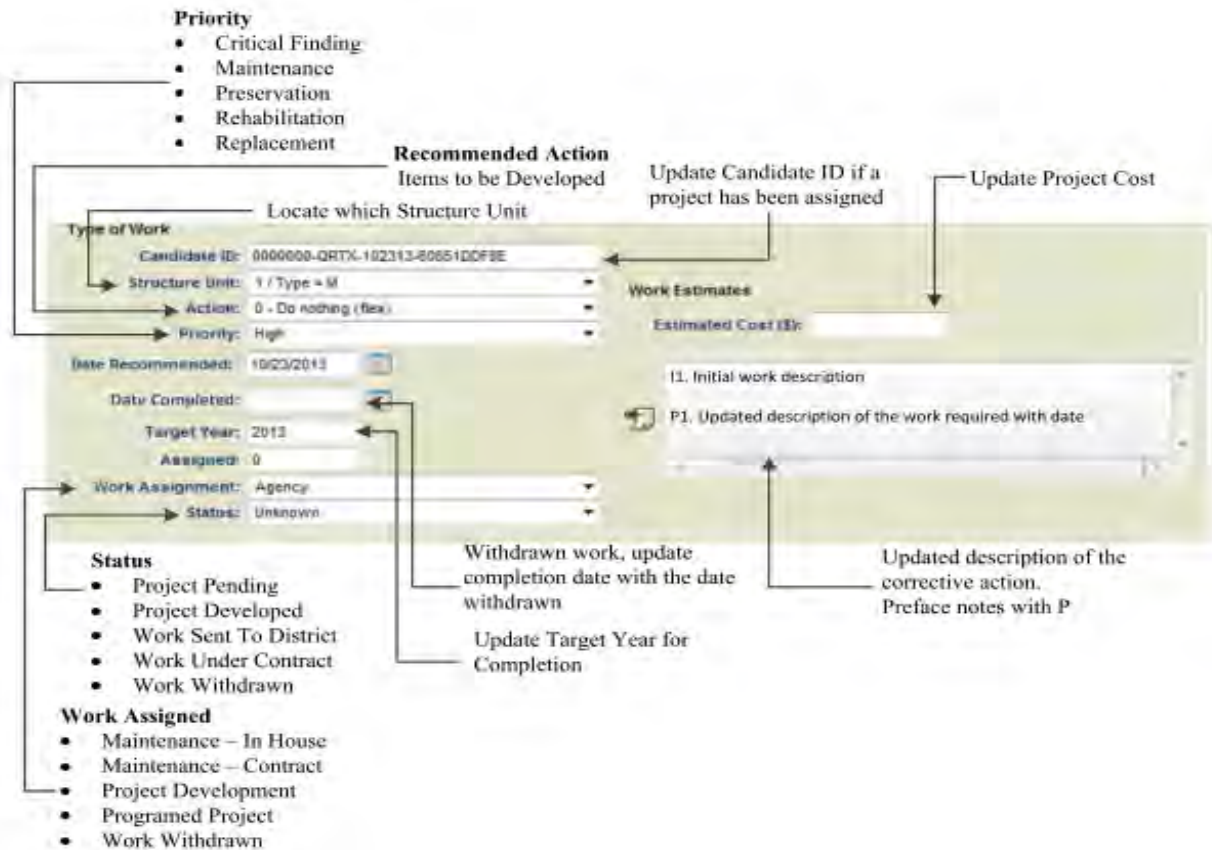 Priority
• Critical Finding
• Maintenance
• Preservation
• Rehabilitation
• Replacement
Recommended Action
Items to be Developed
Locate which Structure Unit
Update Candidate ID if a
project has been assigned
Update Project Cost
Type of Work
Candidate ID:
Structure Unit: 1 / Type = M
Action: 0 - Do nothing (flex)
Priority: High
Date Recommended: 10/23/2013
Date Completed:
Target Year: 2013
Assigned: 0
Work Assignment: Agency
Status: Unknown
Work Estimates
Estimated Cost ($):
I1. Initial work description
P1. Updated description of the work required with date
Status
• Project Pending
• Project Developed
• Work Sent To District
• Work Under Contract
• Work Withdrawn
Withdrawn work, update
completion date with the date
withdrawn
Update Target Year for
Completion
Updated description of the
corrective action.
Preface notes with P
Work Assigned
• Maintenance – In House
• Maintenance – Contract
• Project Development
• Programed Project
• Work Withdrawn